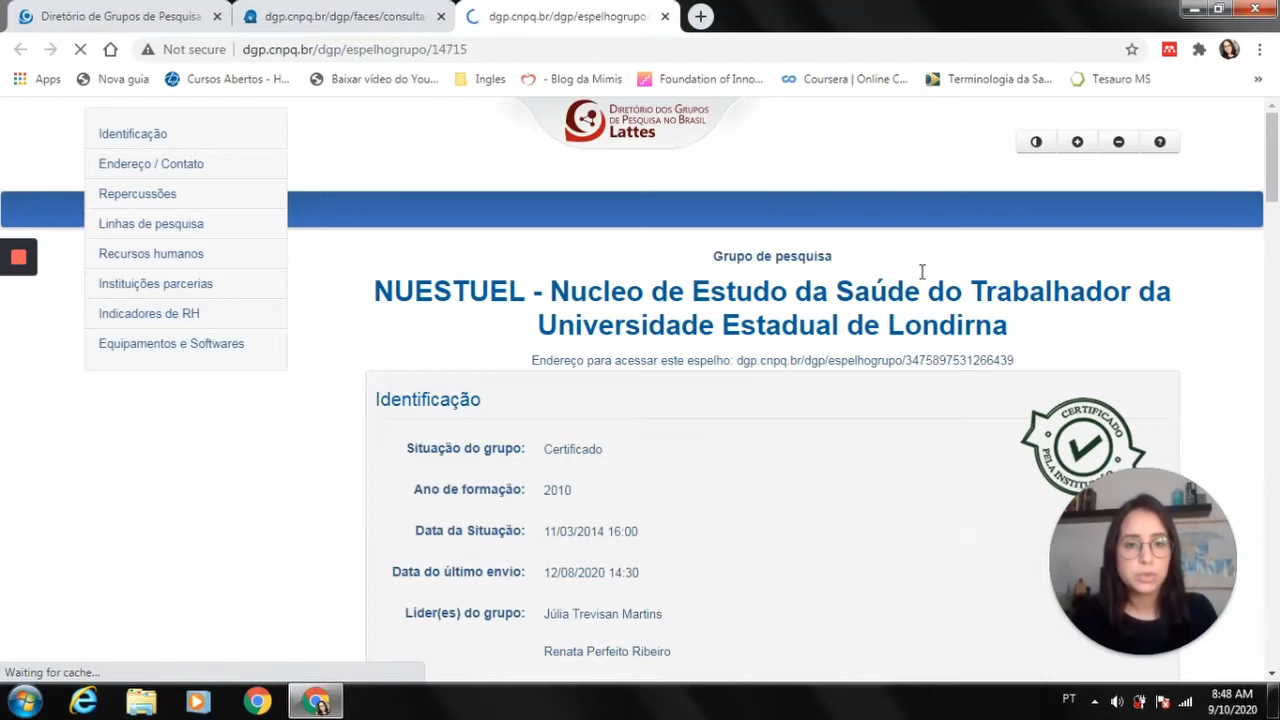 Diretório de Grupos de Pesquisa
dgp.cnpq.br/dgp/faces/consulta
dgp.cnpq.br/dgp/espelhogrupo/
Not secure
dgp.cnpq.br/dgp/espelhogrupo/14715
Apps
Nova guia
Cursos Abertos - H...
Baixar vídeo do You...
Ingles
- Blog da Mimis
Foundation of Inno...
Coursera | Online C...
Terminologia da Sa...
Tesauro MS
Identificação
Endereço / Contato
Repercussões
Linhas de pesquisa
Recursos humanos
Instituições parcerias
Indicadores de RH
Equipamentos e Softwares
DIRETÓRIO DOS GRUPOS
DE PESQUISA NO BRASIL
Lattes
Grupo de pesquisa
NUESTUEL - Nucleo de Estudo da Saúde do Trabalhador da
Universidade Estadual de Londirna
Endereço para acessar este espelho: dgp.cnpq.br/dgp/espelhogrupo/3475897531266439
Identificação
Situação do grupo: Certificado
Ano de formação: 2010
Data da Situação: 11/03/2014 16:00
Data do último envio: 12/08/2020 14:30
Líder(es) do grupo: Júlia Trevisan Martins
Renata Perfeito Ribeiro
CERTIFICADO
PELA
Waiting for cache...
PT
8:48 AM
9/10/2020